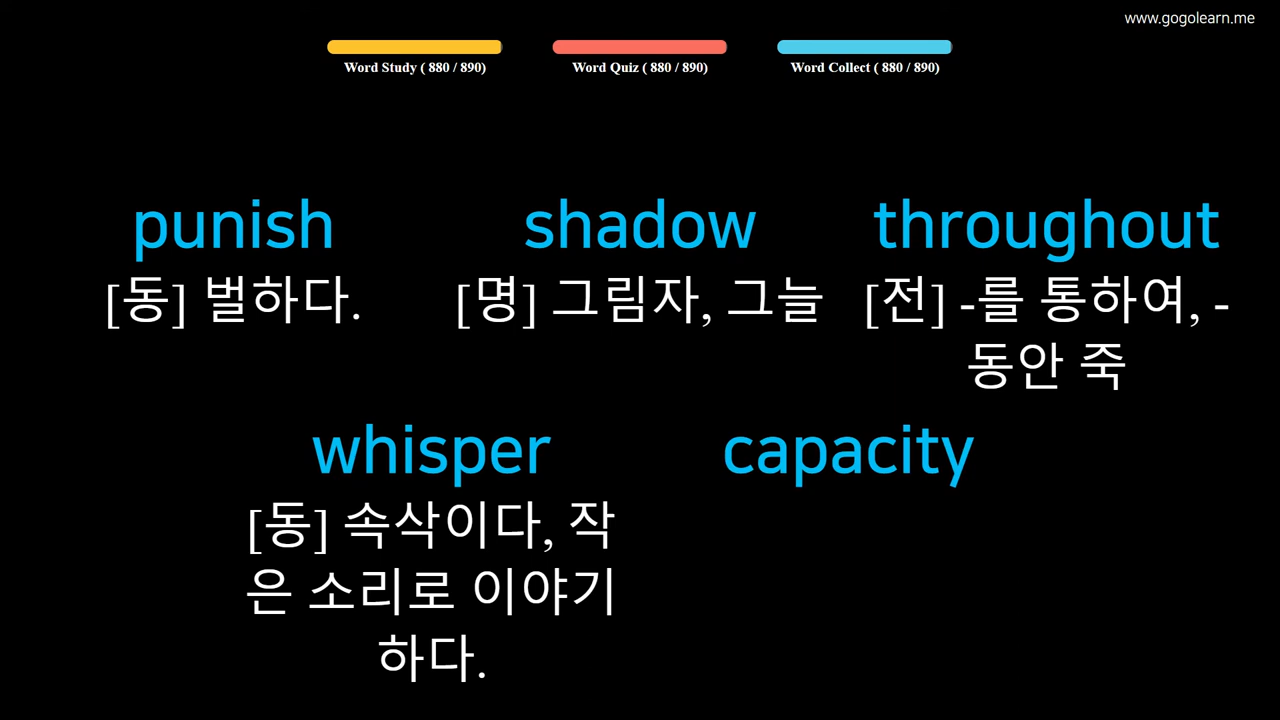 www.gogolearn.me
Word Study ( 880 / 890)
Word Quiz ( 880 / 890)
Word Collect ( 880 / 890)
punish
[동] 벌하다.
shadow
[명] 그림자, 그늘
throughout
[전] -를 통하여, -
동안 죽
whisper
[동] 속삭이다, 작
은 소리로 이야기
하다.
capacity